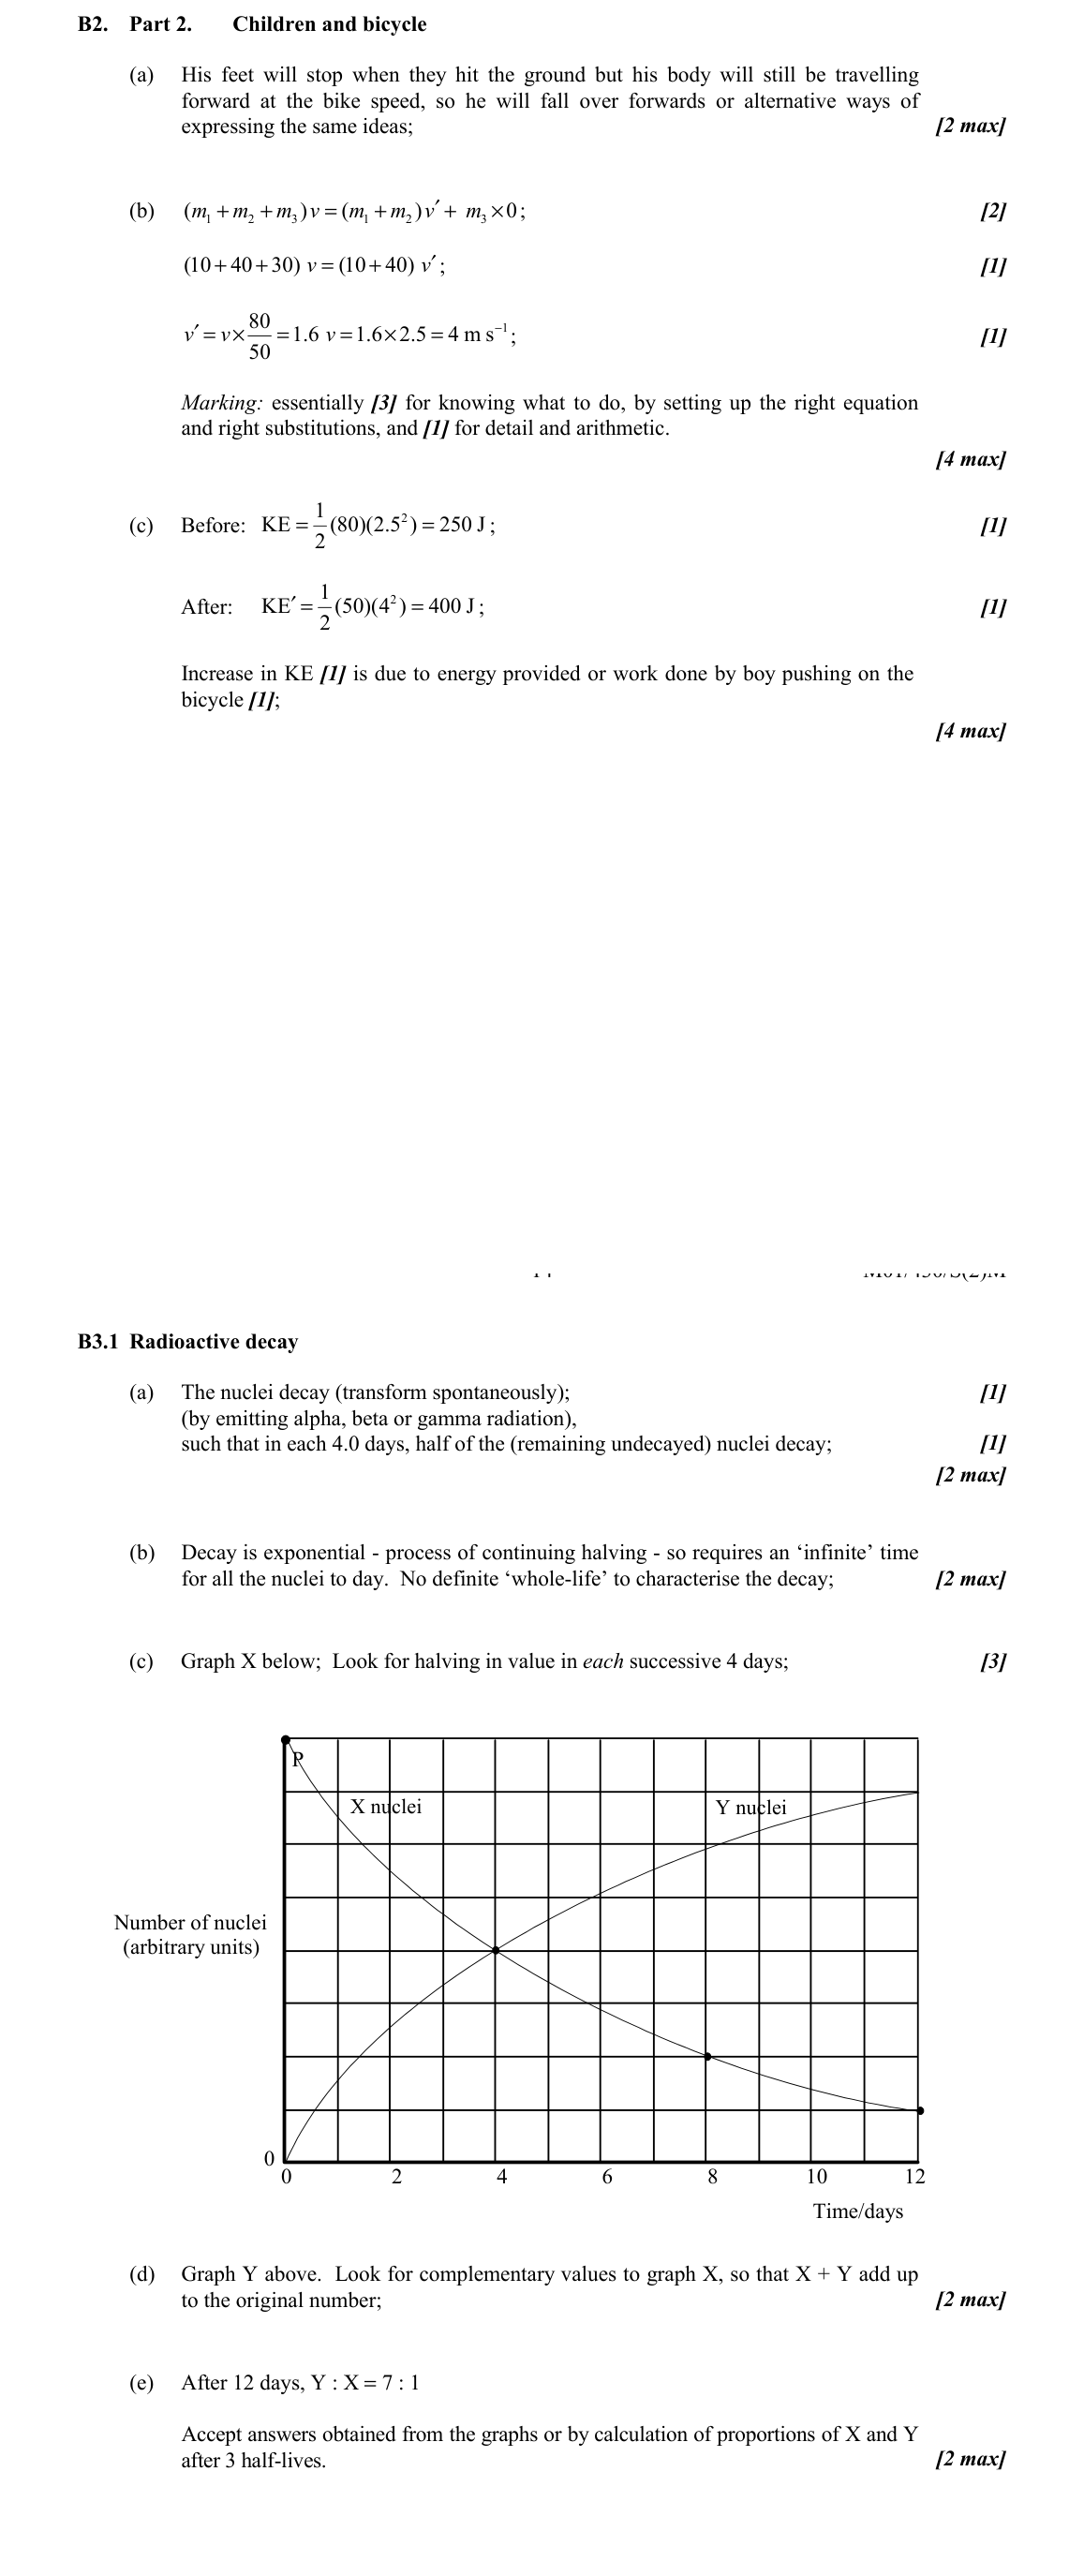 B2. Part 2. Children and bicycle
(a) His feet will stop when they hit the ground but his body will still be travelling
forward at the bike speed, so he will fall over forwards or alternative ways of
expressing the same ideas; [2 max]
(b) (m₁ + m₂ + m₃)v = (m₁ + m₂)v′ + m₃ × 0; [2]
(10 + 40 + 30) v = (10 + 40) v′; [1]
v′ = v × 80/50 = 1.6 v = 1.6 × 2.5 = 4 m s⁻¹; [1]
Marking: essentially [3] for knowing what to do, by setting up the right equation
and right substitutions, and [1] for detail and arithmetic.
[4 max]
(c) Before: KE = 1/2 (80)(2.5²) = 250 J; [1]
After: KE′ = 1/2 (50)(4²) = 400 J; [1]
Increase in KE [1] is due to energy provided or work done by boy pushing on the
bicycle [1];
[4 max]
B3.1 Radioactive decay
(a) The nuclei decay (transform spontaneously); [1]
(by emitting alpha, beta or gamma radiation),
such that in each 4.0 days, half of the (remaining undecayed) nuclei decay; [1]
[2 max]
(b) Decay is exponential - process of continuing halving - so requires an ‘infinite’ time
for all the nuclei to day. No definite ‘whole-life’ to characterise the decay; [2 max]
(c) Graph X below; Look for halving in value in each successive 4 days; [3]
P
X nuclei Y nuclei
Number of nuclei
(arbitrary units)
0
0 2 4 6 8 10 12
Time/days
(d) Graph Y above. Look for complementary values to graph X, so that X + Y add up
to the original number; [2 max]
(e) After 12 days, Y : X = 7 : 1
Accept answers obtained from the graphs or by calculation of proportions of X and Y
after 3 half-lives. [2 max]